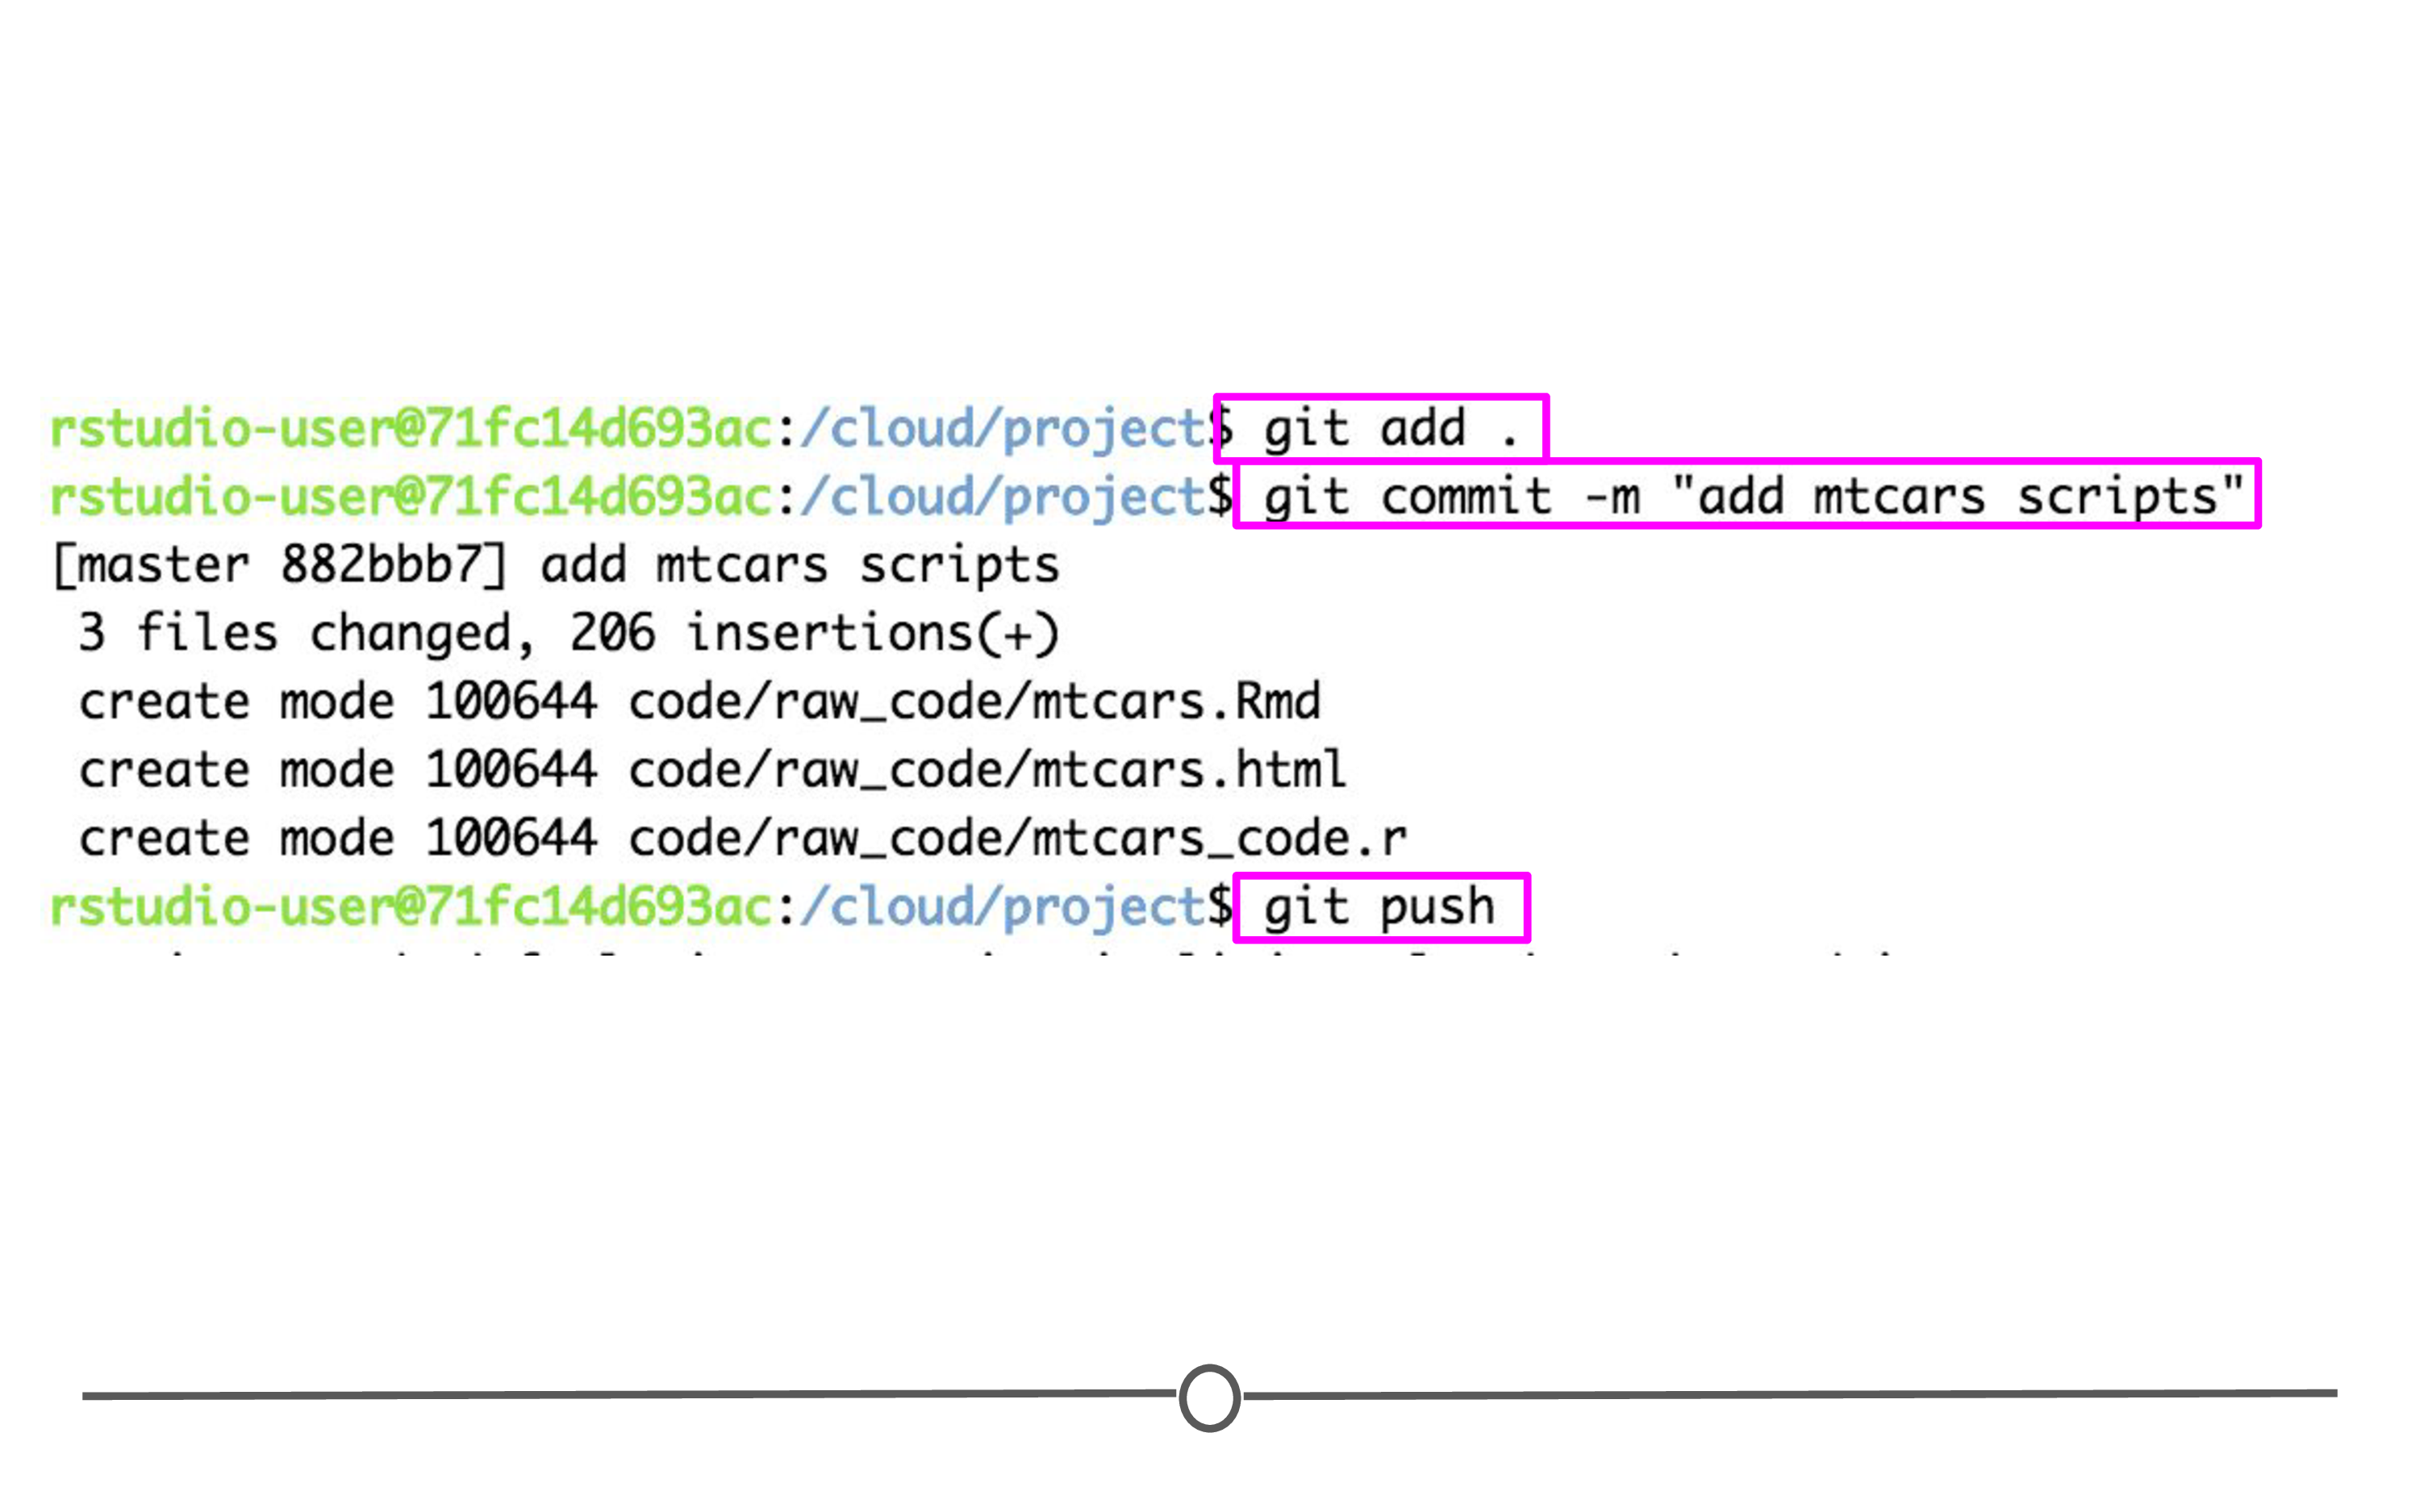 rstudio-user@71fc14d693ac:/cloud/project$ git add .
rstudio-user@71fc14d693ac:/cloud/project$ git commit -m "add mtcars scripts"
[master 882bbb7] add mtcars scripts
 3 files changed, 206 insertions(+)
 create mode 100644 code/raw_code/mtcars.Rmd
 create mode 100644 code/raw_code/mtcars.html
 create mode 100644 code/raw_code/mtcars_code.r
rstudio-user@71fc14d693ac:/cloud/project$ git push